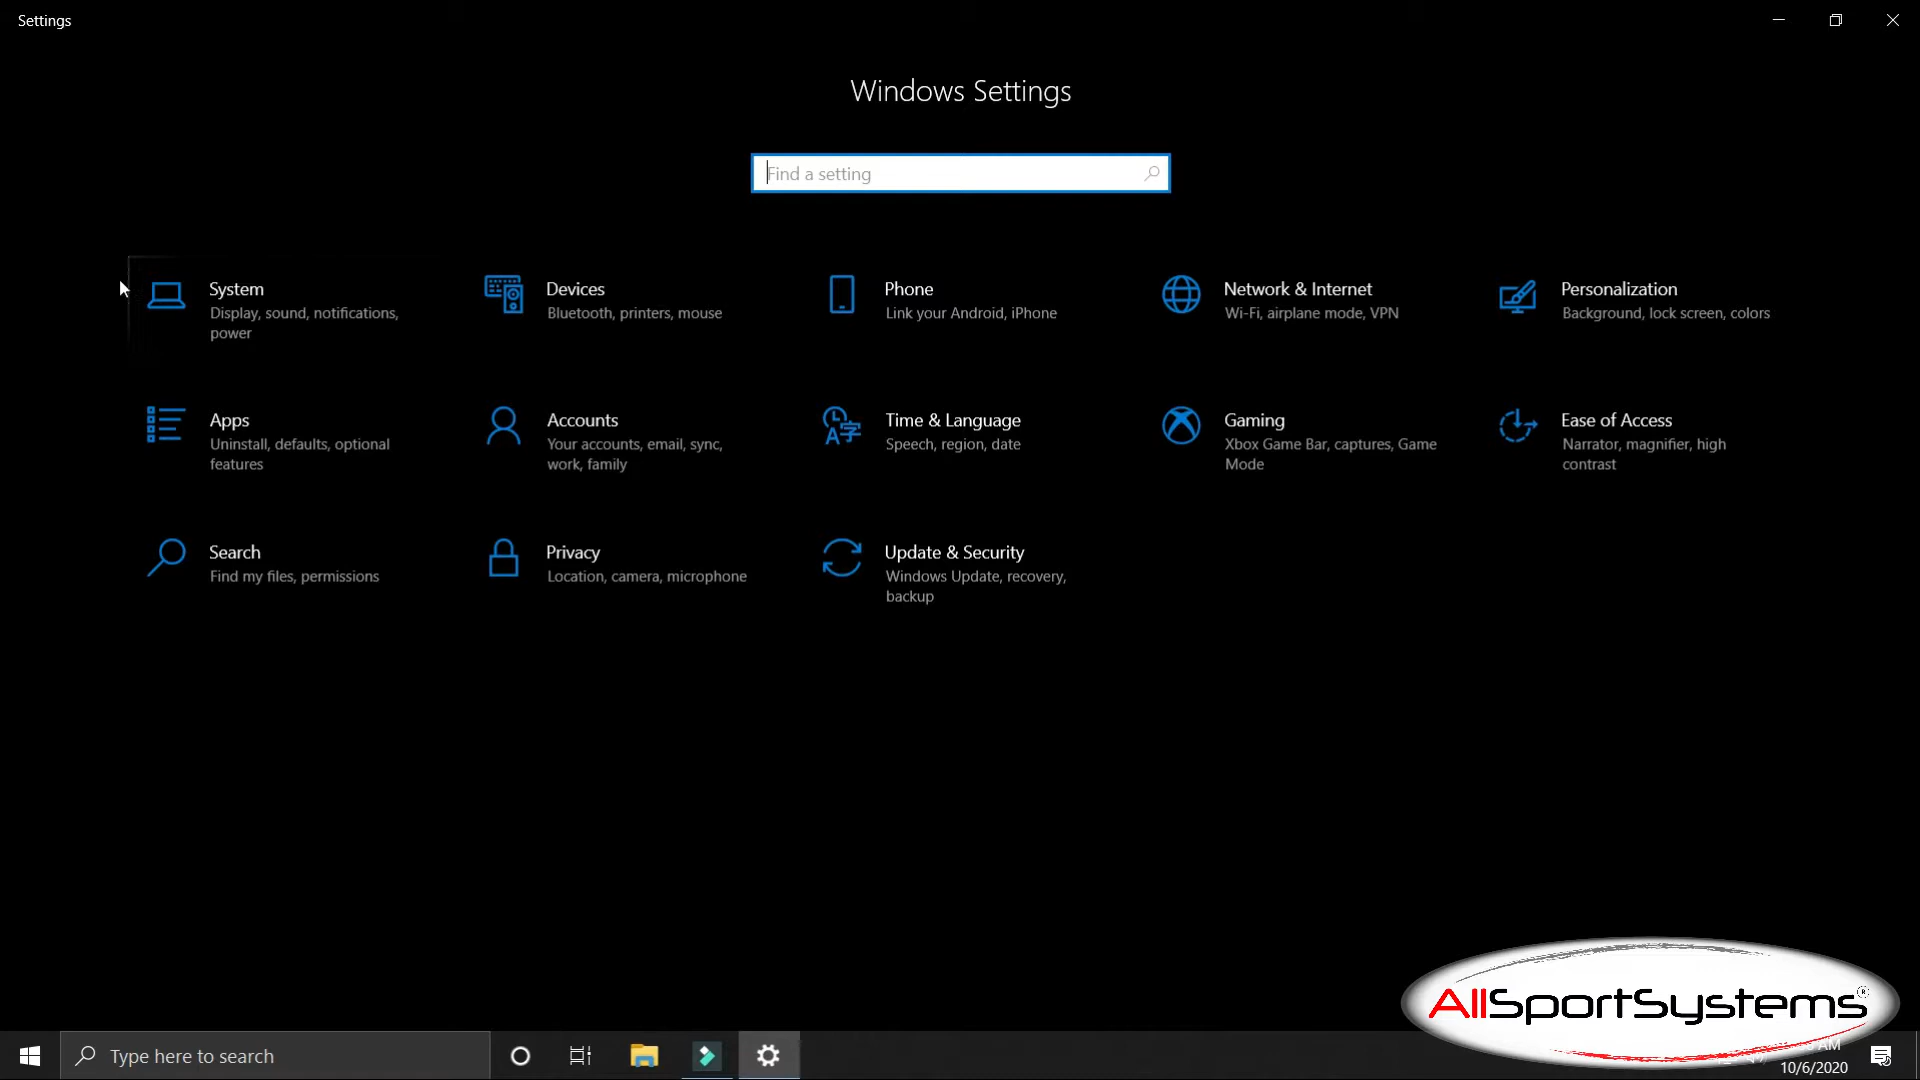 Settings
Windows Settings
Find a setting
System
Display, sound, notifications,
power
Devices
Bluetooth, printers, mouse
Phone
Link your Android, iPhone
Network & Internet
Wi-Fi, airplane mode, VPN
Personalization
Background, lock screen, colors
Apps
Uninstall, defaults, optional
features
Accounts
Your accounts, email, sync,
work, family
Time & Language
Speech, region, date
Gaming
Xbox Game Bar, captures, Game
Mode
Ease of Access
Narrator, magnifier, high
contrast
Search
Find my files, permissions
Privacy
Location, camera, microphone
Update & Security
Windows Update, recovery,
backup
AllSportSystems®
Type here to search
AM
10/6/2020